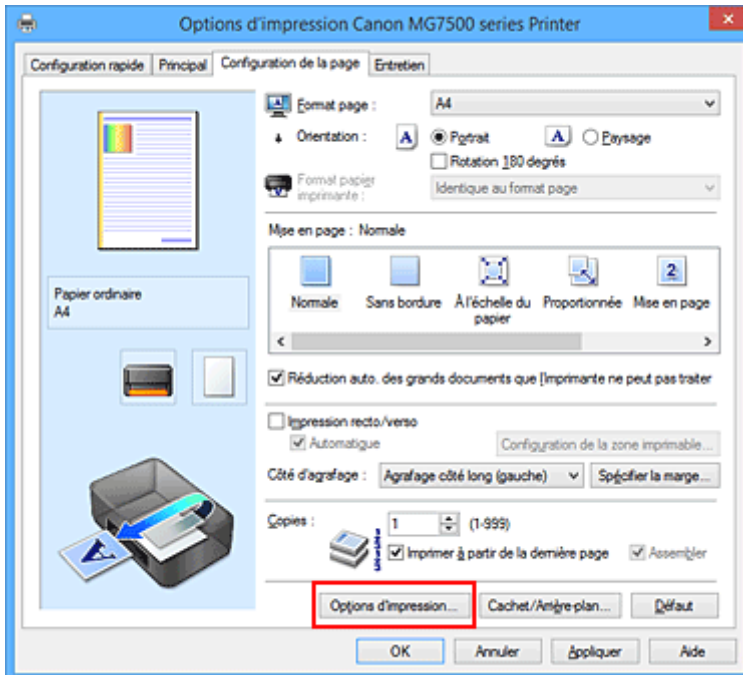 Options d'impression Canon MG7500 series Printer
Configuration rapide Principal Configuration de la page Entretien
Format page : A4
Orientation : A Portrait A Paysage
Rotation 180 degrés
Format papier imprimante : Identique au format page
Mise en page : Normale
Normale Sans bordure À l'échelle du papier Proportionnée Mise en page
2
Papier ordinaire
A4
Réduction auto. des grands documents que l'imprimante ne peut pas traiter
Impression recto/verso
Automatique Configuration de la zone imprimable...
Côté d'agrafage : Agrafage côté long (gauche) Spécifier la marge...
Copies : 1 (1-999)
Imprimer à partir de la dernière page Assembler
A
Options d'impression... Cachet/Arrière-plan... Défaut
OK Annuler Appliquer Aide